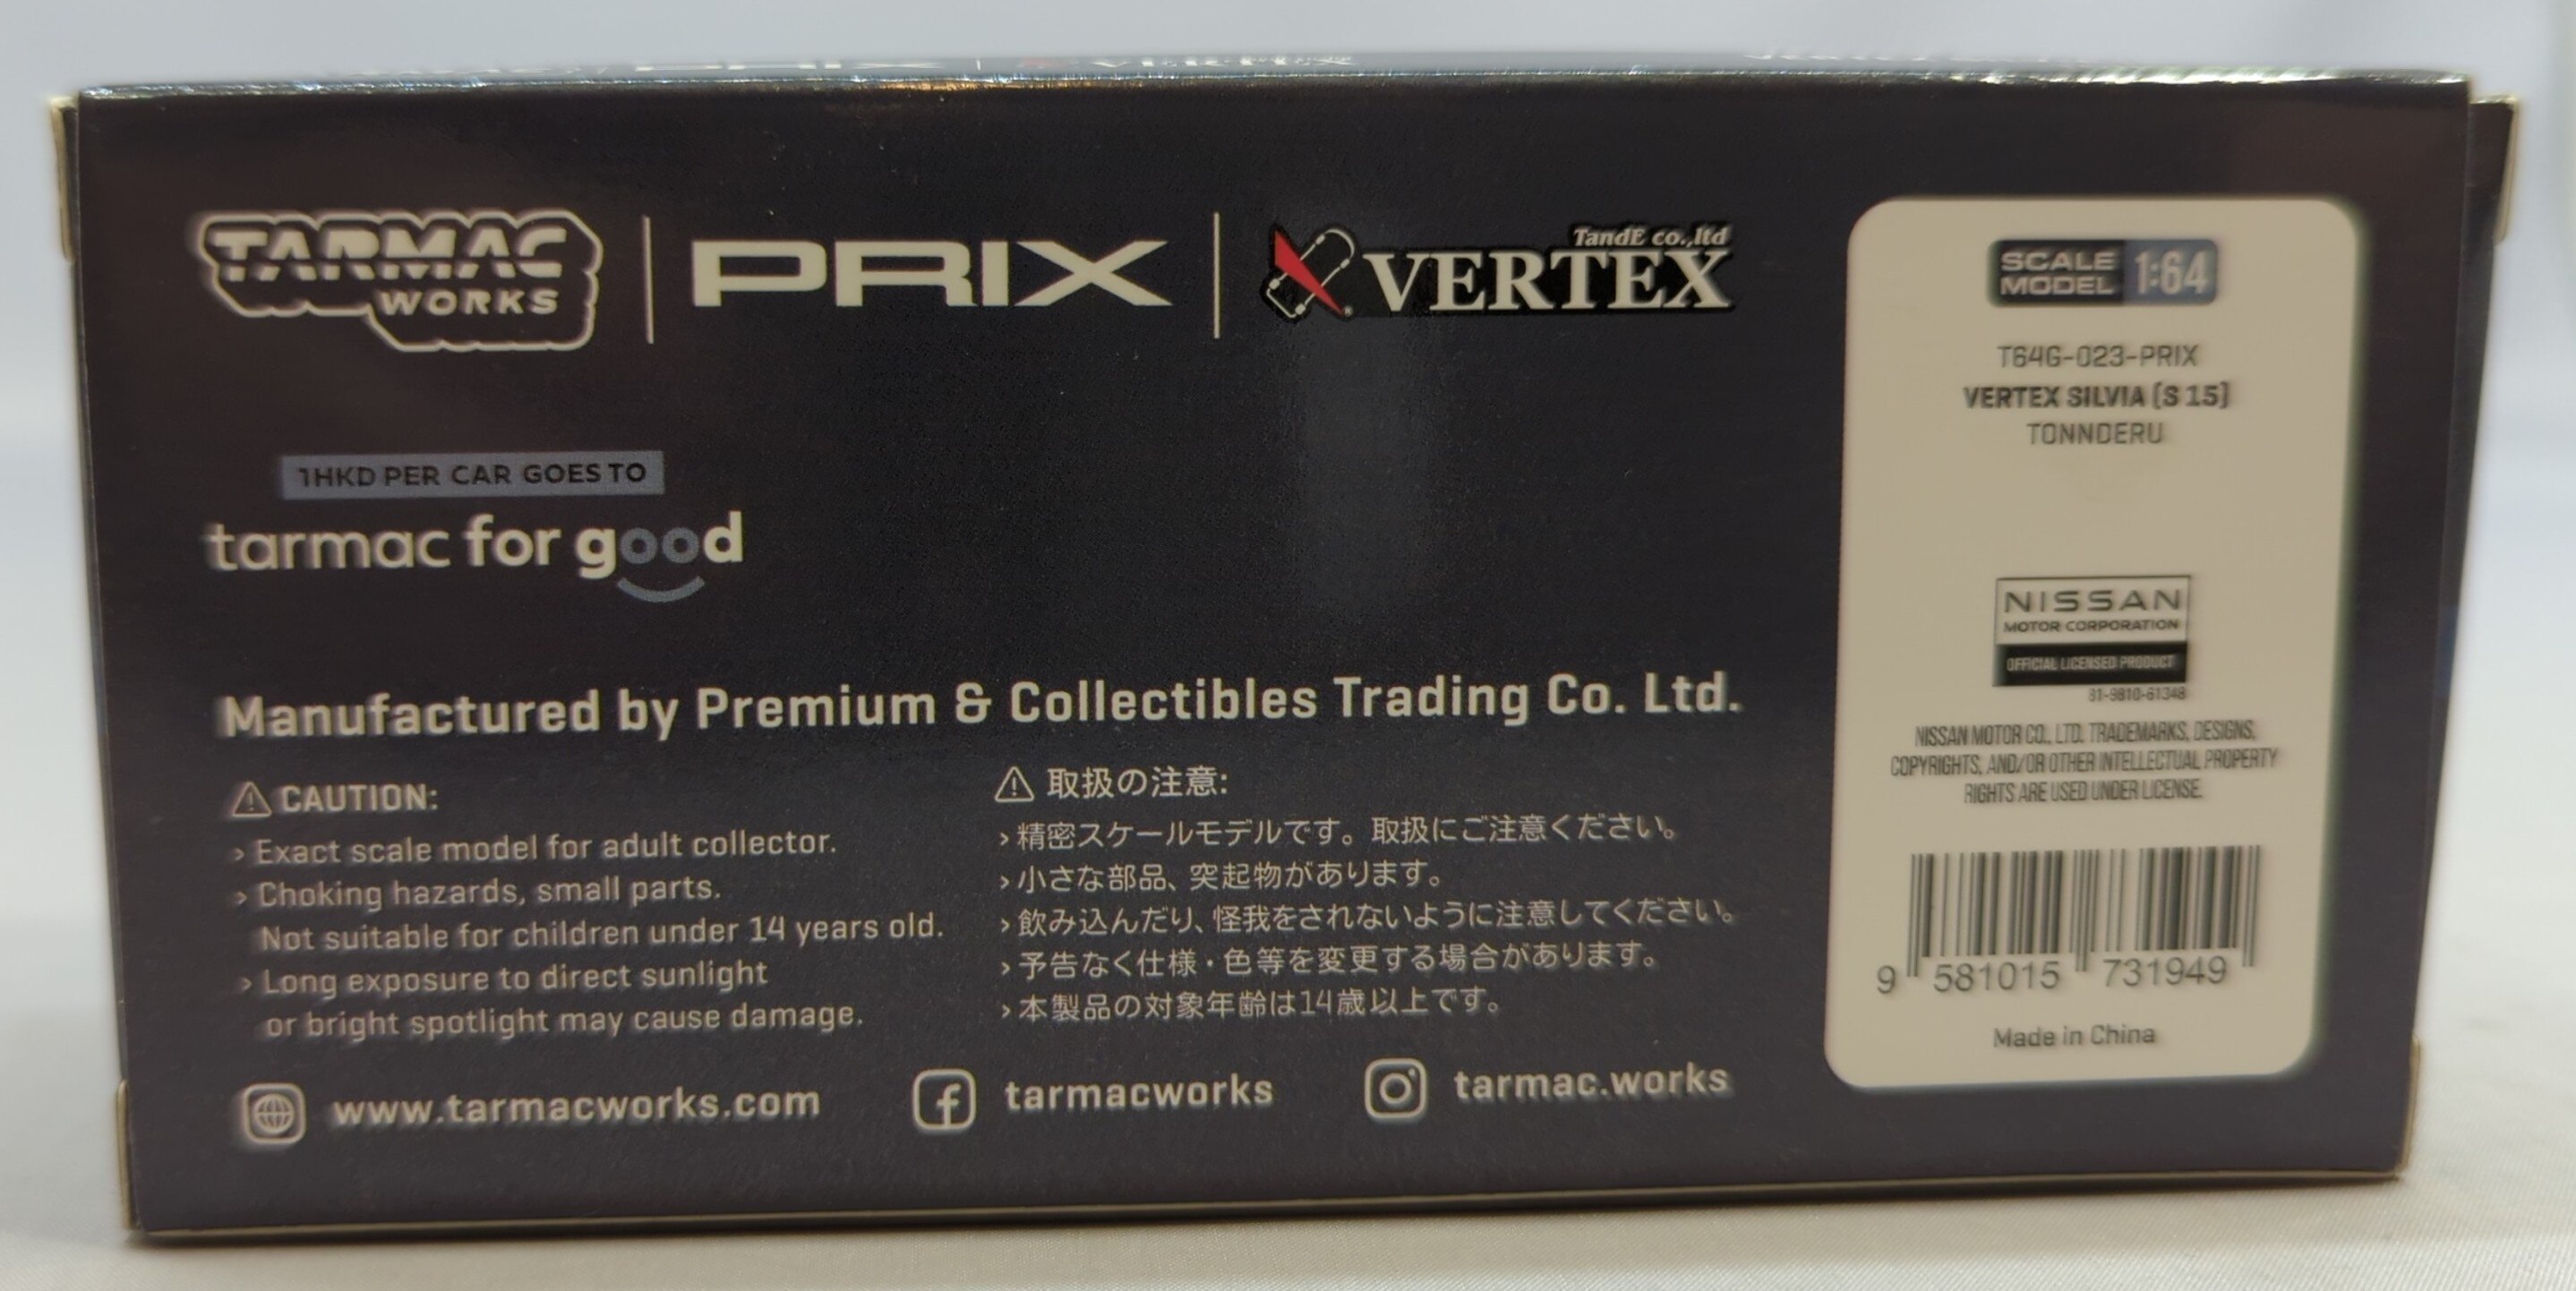 TARMAC
WORKS
PRIX
TandE co.,ltd
VERTEX
1HKD PER CAR GOES TO
tarmac for good
Manufactured by Premium & Collectibles Trading Co. Ltd.
CAUTION:
› Exact scale model for adult collector.
› Choking hazards, small parts.
Not suitable for children under 14 years old.
› Long exposure to direct sunlight
or bright spotlight may cause damage.
取扱の注意:
› 精密スケールモデルです。取扱にご注意ください。
› 小さな部品、突起物があります。
› 飲み込んだり、怪我をされないように注意してください。
› 予告なく仕様・色等を変更する場合があります。
› 本製品の対象年齢は14歳以上です。
www.tarmacworks.com
tarmacworks
tarmac.works
SCALE
MODEL
1:64
T64G-023-PRIX
VERTEX SILVIA (S 15)
TONNDERU
NISSAN
MOTOR CORPORATION
OFFICIAL LICENSED PRODUCT
31-9810-61348
NISSAN MOTOR CO., LTD. TRADEMARKS, DESIGNS,
COPYRIGHTS, AND/OR OTHER INTELLECTUAL PROPERTY
RIGHTS ARE USED UNDER LICENSE.
9 581015 731949
Made in China